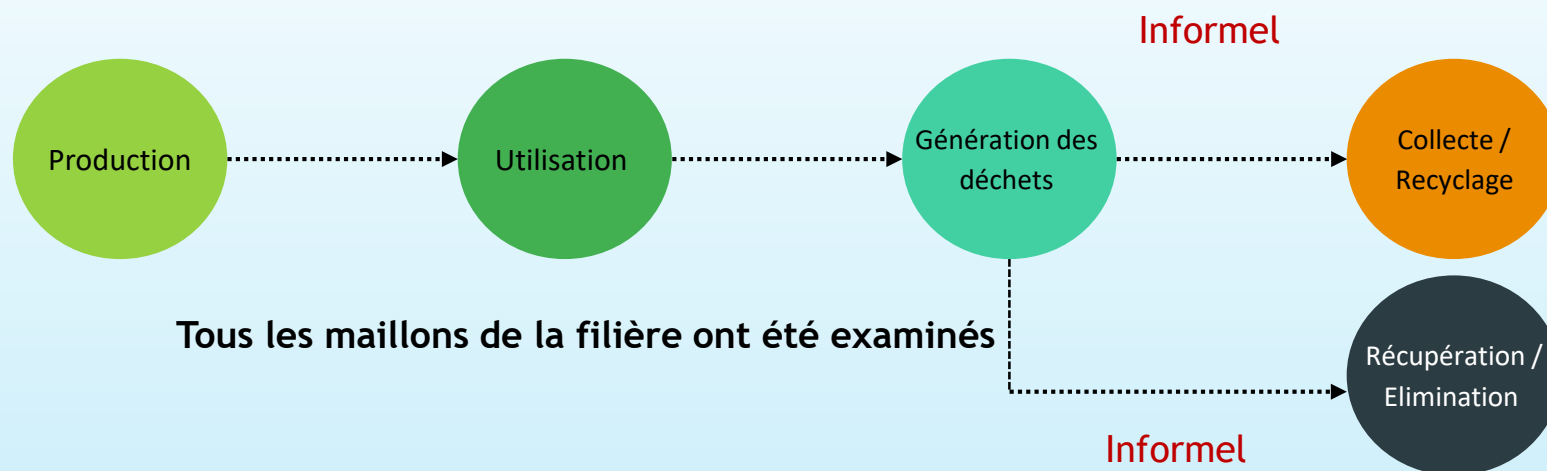 Informel
Production
Utilisation
Génération des
déchets
Collecte /
Recyclage
Tous les maillons de la filière ont été examinés
Récupération /
Elimination
Informel